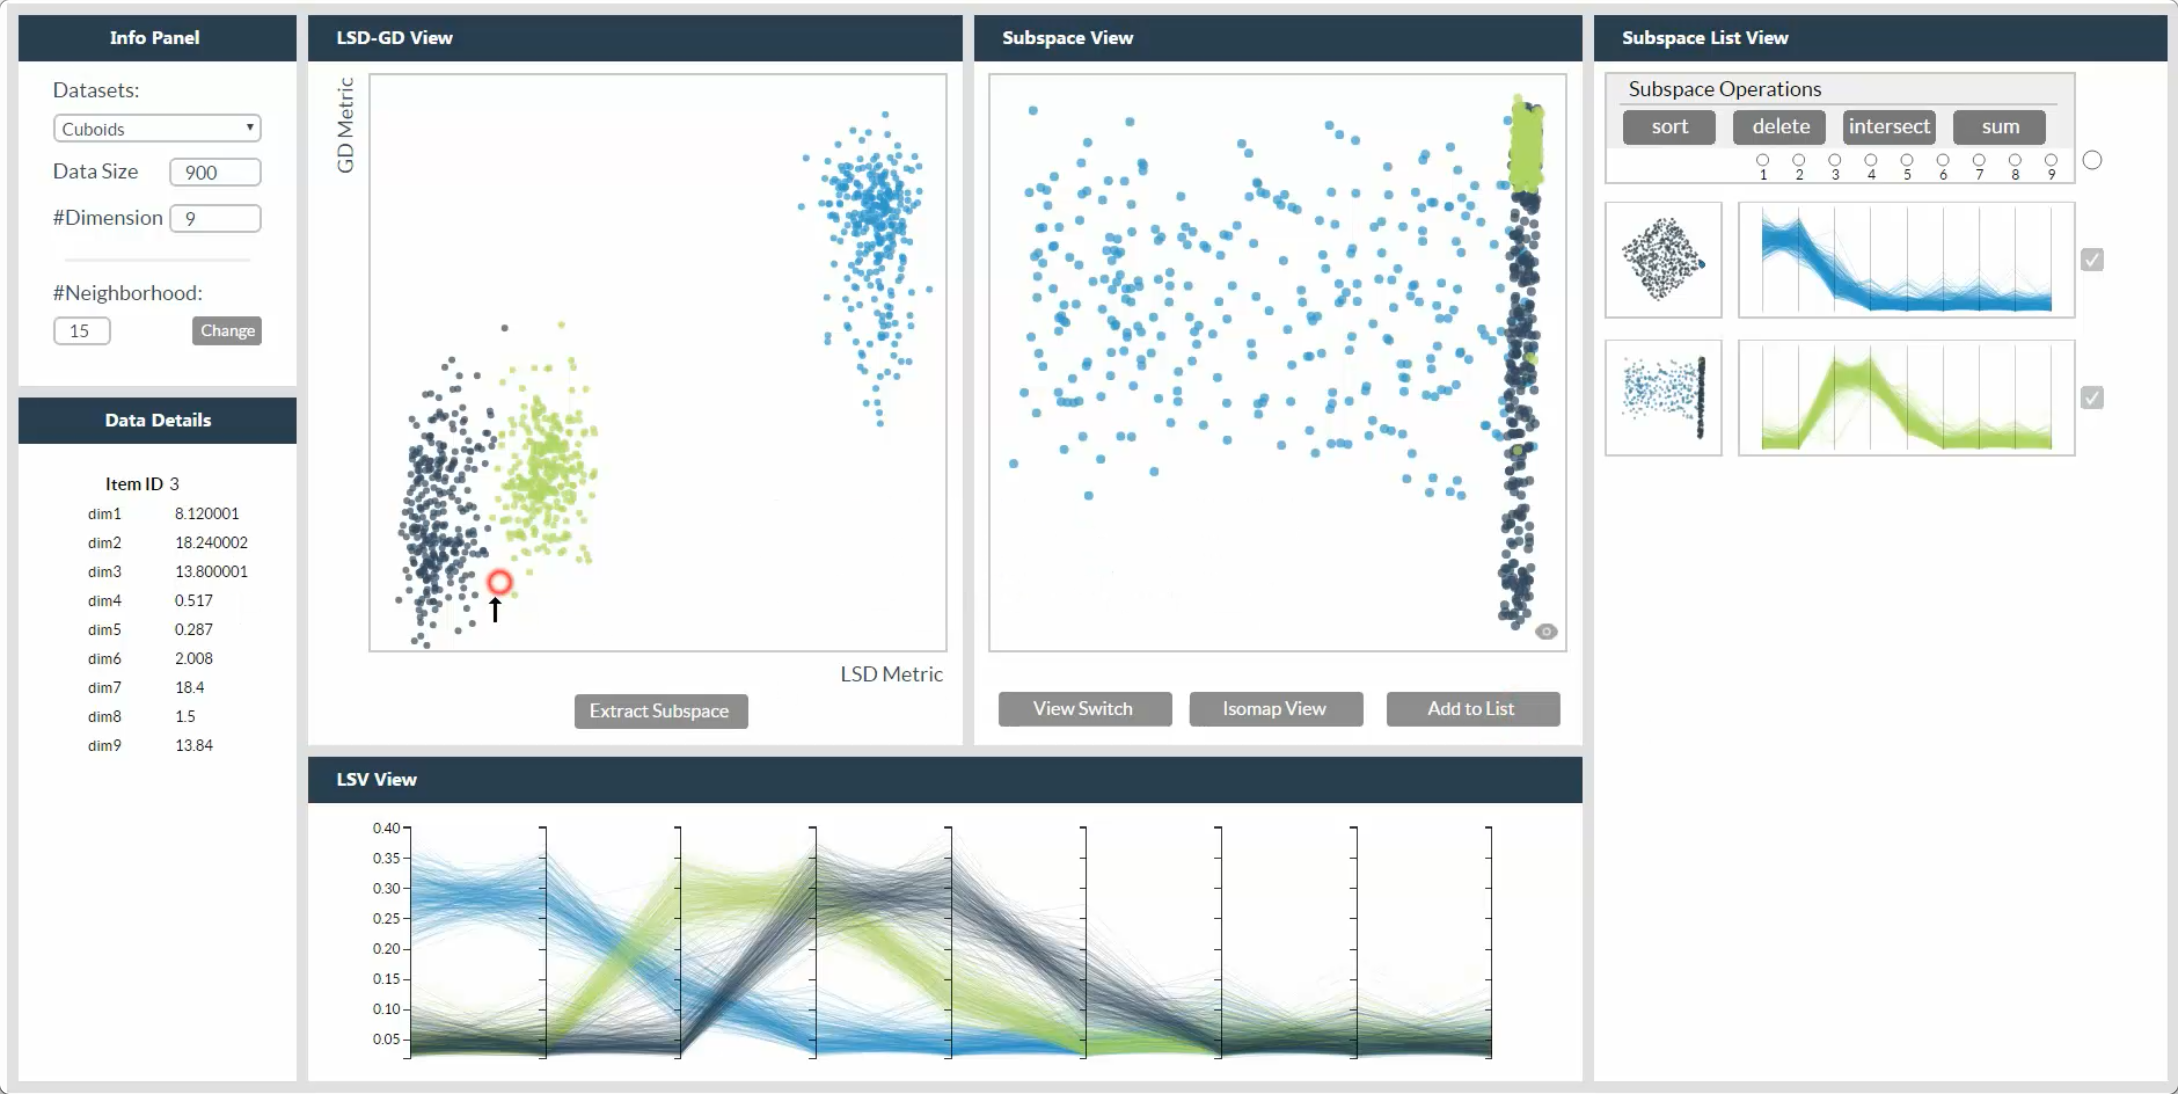 Info Panel
Datasets:
Cuboids
Data Size 900
#Dimension 9
#Neighborhood:
15 Change
Data Details
Item ID 3
dim1 8.120001
dim2 18.240002
dim3 13.800001
dim4 0.517
dim5 0.287
dim6 2.008
dim7 18.4
dim8 1.5
dim9 13.84
LSD-GD View
GD Metric
LSD Metric
Extract Subspace
Subspace View
View Switch Isomap View Add to List
LSV View
0.40
0.35
0.30
0.25
0.20
0.15
0.10
0.05
Subspace List View
Subspace Operations
sort delete intersect sum
1 2 3 4 5 6 7 8 9